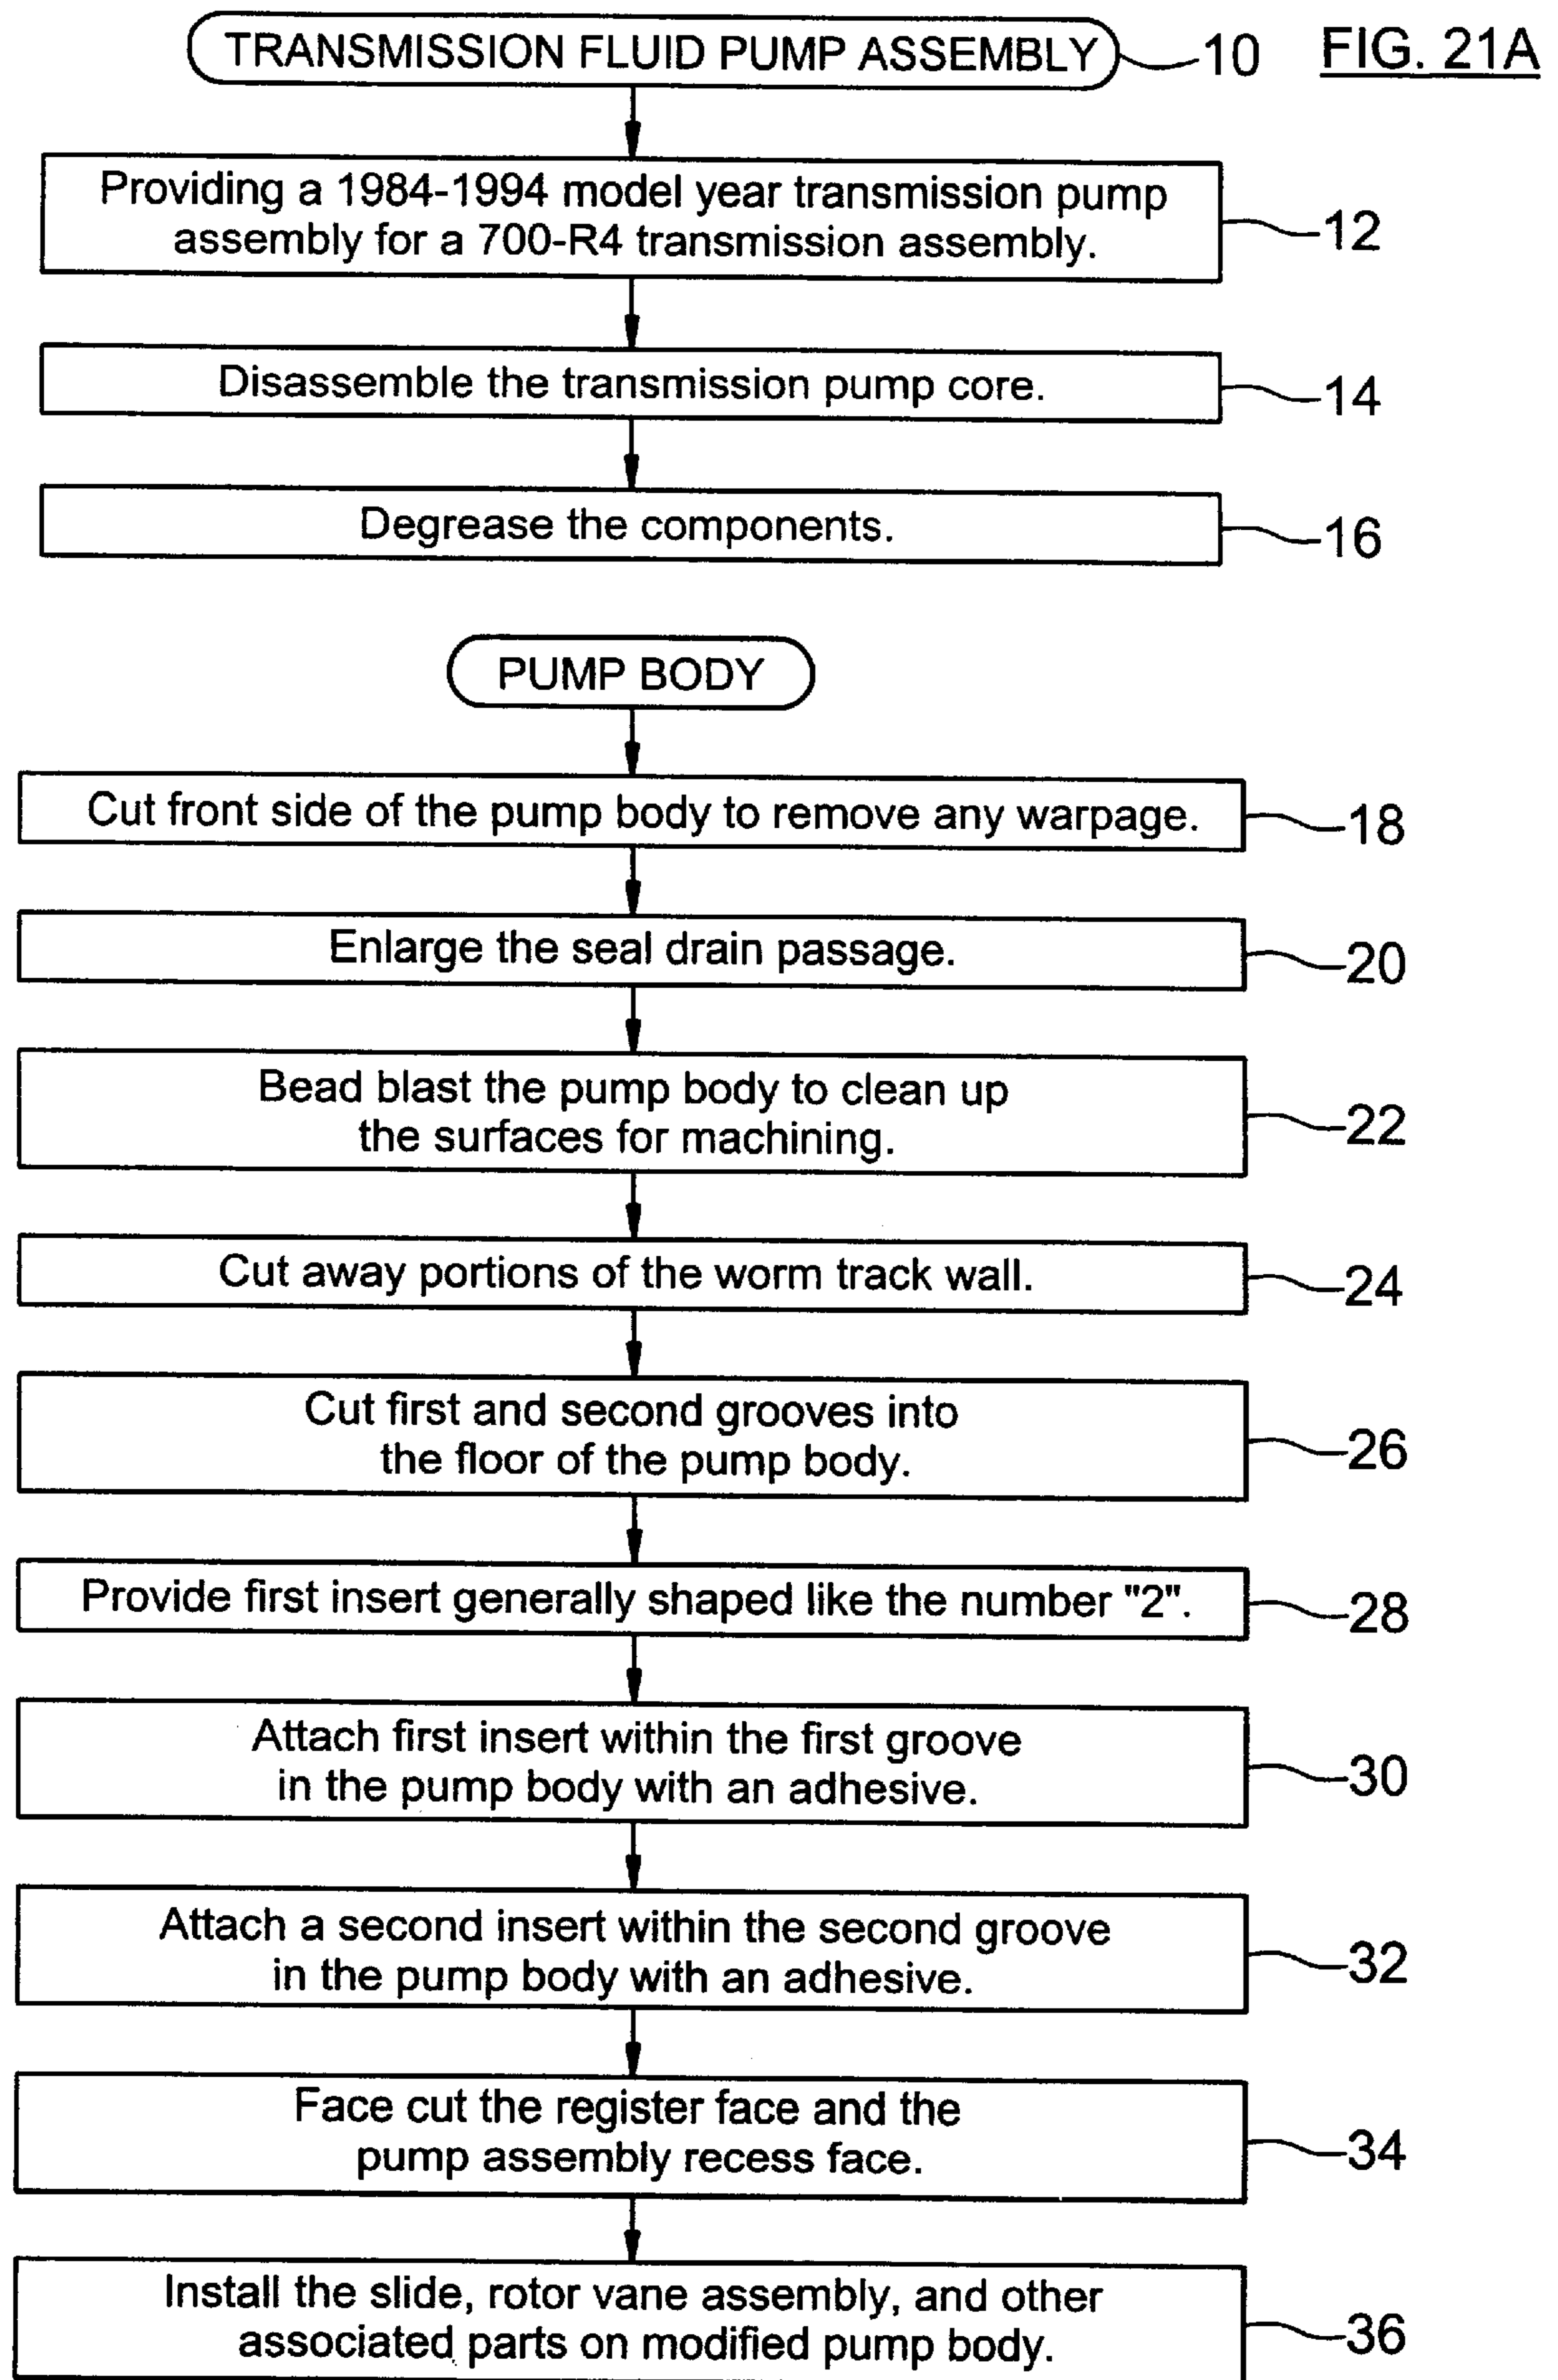 TRANSMISSION FLUID PUMP ASSEMBLY 10 FIG. 21A
Providing a 1984-1994 model year transmission pump
assembly for a 700-R4 transmission assembly.
12
Disassemble the transmission pump core. 14
Degrease the components. 16
PUMP BODY
Cut front side of the pump body to remove any warpage. 18
Enlarge the seal drain passage. 20
Bead blast the pump body to clean up
the surfaces for machining.
22
Cut away portions of the worm track wall. 24
Cut first and second grooves into
the floor of the pump body.
26
Provide first insert generally shaped like the number "2". 28
Attach first insert within the first groove
in the pump body with an adhesive.
30
Attach a second insert within the second groove
in the pump body with an adhesive.
32
Face cut the register face and the
pump assembly recess face.
34
Install the slide, rotor vane assembly, and other
associated parts on modified pump body.
36